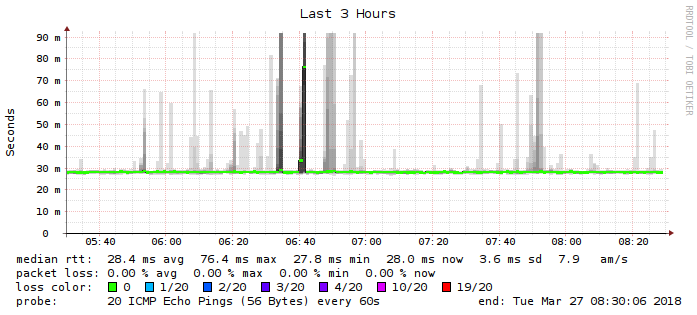 Last 3 Hours
RRDTOOL / TOBI OETIKER
Seconds
90 m
80 m
70 m
60 m
50 m
40 m
30 m
20 m
10 m
0
05:40 06:00 06:20 06:40 07:00 07:20 07:40 08:00 08:20
median rtt: 28.4 ms avg 76.4 ms max 27.8 ms min 28.0 ms now 3.6 ms sd 7.9 am/s
packet loss: 0.00 % avg 0.00 % max 0.00 % min 0.00 % now
loss color: 0 1/20 2/20 3/20 4/20 10/20 19/20
probe: 20 ICMP Echo Pings (56 Bytes) every 60s end: Tue Mar 27 08:30:06 2018